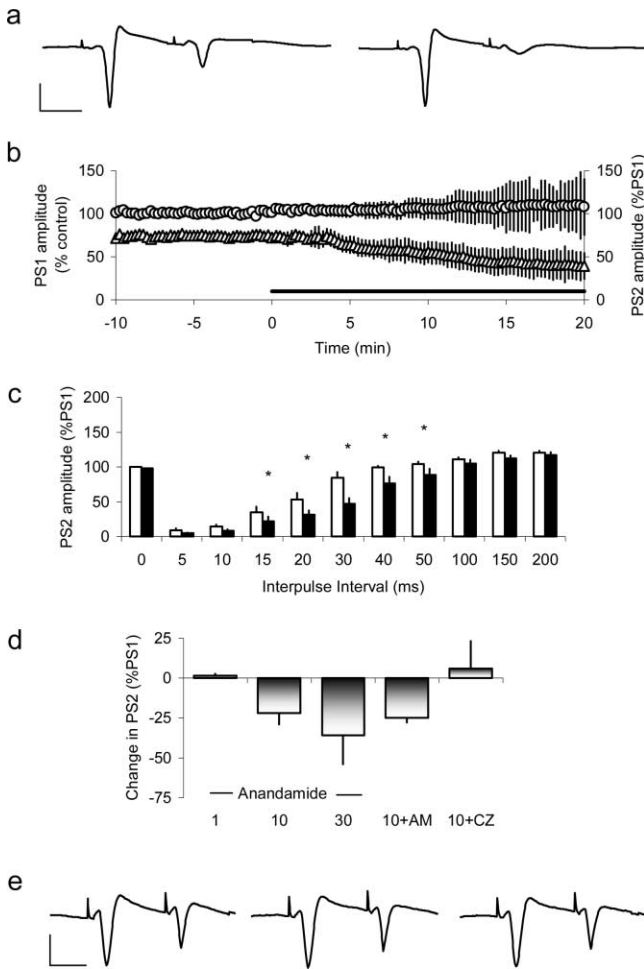 a
b
150
100
50
0
PS1 amplitude
(% control)
150
100
50
0
PS2 amplitude (%PS1)
-10 -5 0 5 10 15 20
Time (min)
c
200
150
100
50
0
PS2 amplitude (%PS1)
* * * * *
0 5 10 15 20 30 40 50 100 150 200
Interpulse Interval (ms)
d
25
0
-25
-50
-75
Change in PS2 (%PS1)
Anandamide
1 10 30 10+AM 10+CZ
e